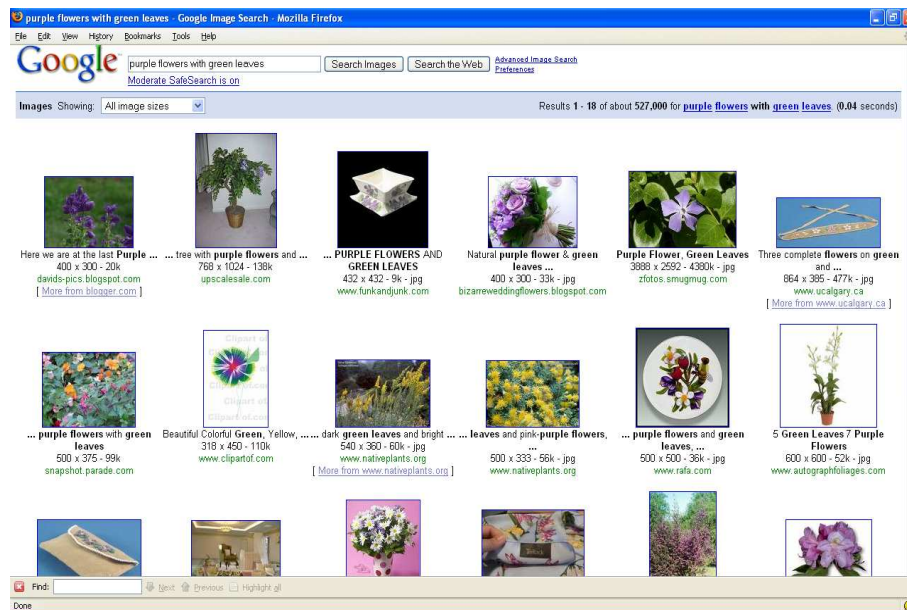 purple flowers with green leaves - Google Image Search - Mozilla Firefox
File Edit View History Bookmarks Tools Help
Google
purple flowers with green leaves
Search Images
Search the Web
Advanced Image Search
Preferences
Moderate SafeSearch is on
Images Showing: All image sizes
Results 1 - 18 of about 527,000 for purple flowers with green leaves. (0.04 seconds)
Here we are at the last Purple ...
400 x 300 - 20k
davids-pics.blogspot.com
[ More from blogger.com ]
... tree with purple flowers and ...
768 x 1024 - 138k
upscalesale.com
... PURPLE FLOWERS AND
GREEN LEAVES
432 x 432 - 9k - jpg
www.funkandjunk.com
Natural purple flower & green
leaves ...
400 x 300 - 33k - jpg
bizarreweddingflowers.blogspot.com
Purple Flower, Green Leaves
3888 x 2592 - 4380k - jpg
zfotos.smugmug.com
Three complete flowers on green
and ...
864 x 385 - 477k - jpg
www.ucalgary.ca
[ More from www.ucalgary.ca ]
... purple flowers with green
leaves
500 x 375 - 99k
snapshot.parade.com
Beautiful Colorful Green, Yellow, ...
318 x 450 - 110k
www.clipartof.com
... dark green leaves and bright ...
540 x 360 - 60k - jpg
www.nativeplants.org
[ More from www.nativeplants.org ]
... leaves and pink-purple flowers,
...
500 x 333 - 56k - jpg
www.nativeplants.org
... purple flowers and green
leaves, ...
500 x 500 - 36k - jpg
www.rafa.com
5 Green Leaves 7 Purple
Flowers
600 x 600 - 52k - jpg
www.autographfoliages.com
Find:
Next
Previous
Highlight all
Done